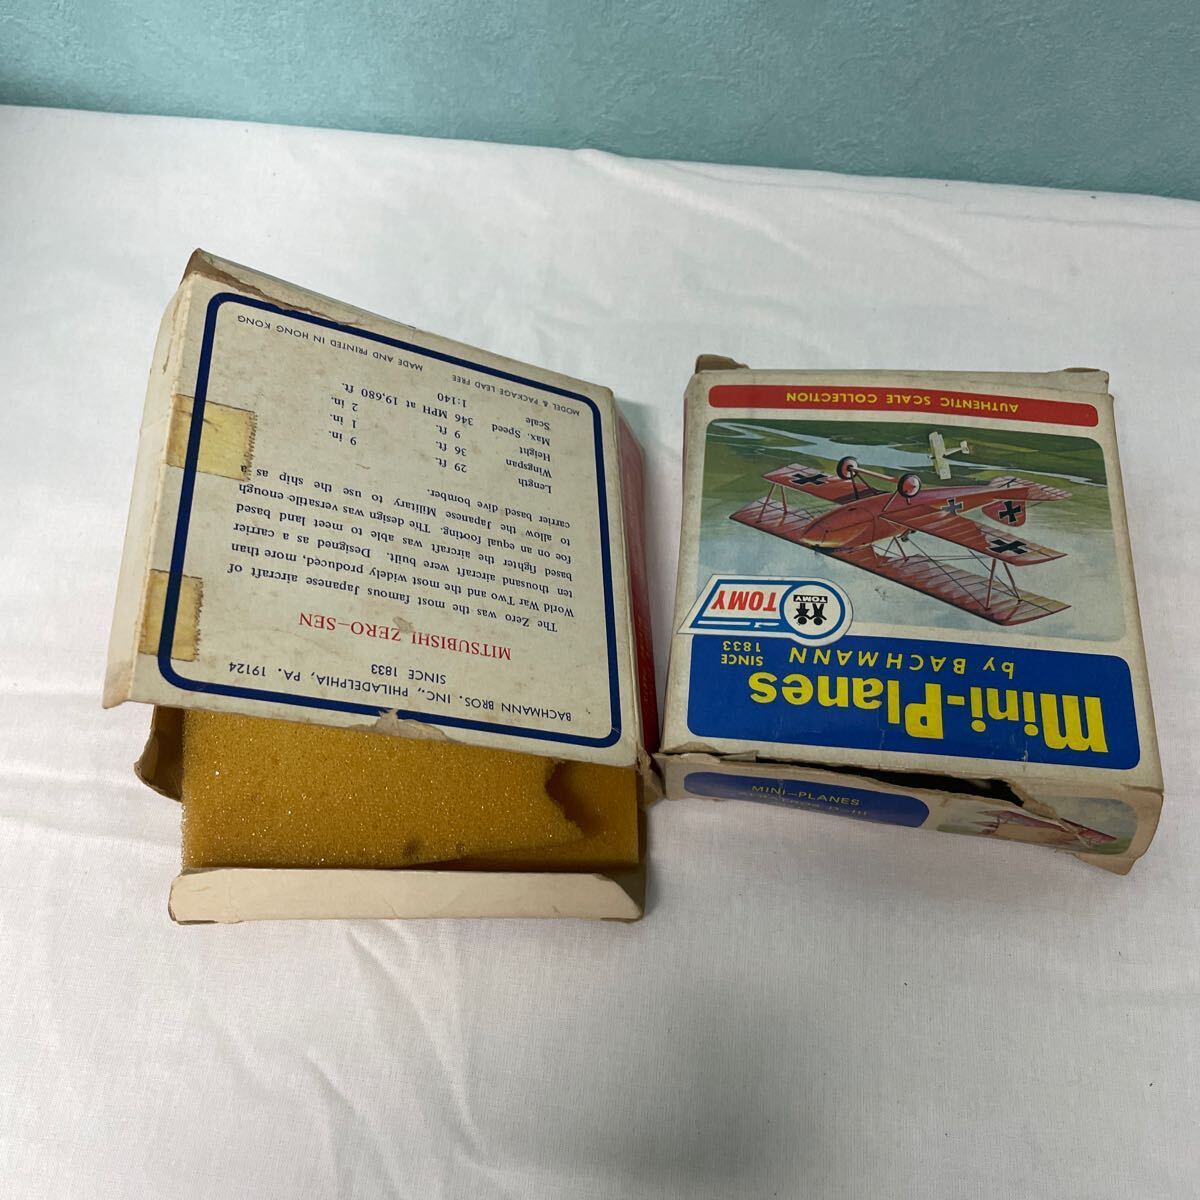 BACHMANN BROS. INC., PHILADELPHIA, PA. 19124
SINCE 1833
MITSUBISHI ZERO—SEN
The Zero was the most famous Japanese aircraft of
World War Two and the most widely produced, more than
ten thousand aircraft were built. Designed as a carrier
based fighter the aircraft was able to meet land based
foe on an equal footing. The design was versatile enough
to allow the Japanese Military to use the ship as a
carrier based dive bomber.
Length 29 ft. 9 in.
Wingspan 36 ft. 1 in.
Height 9 ft. 2 in.
Max. Speed 346 MPH at 19,680 ft.
Scale 1:140
MODEL & PACKAGE LEAD FREE MADE AND PRINTED IN HONG KONG
MINI—PLANES
ALBATROS D-III
mini-Planes
by BACHMANN
SINCE
1833
TOMY
TOMY
AUTHENTIC SCALE COLLECTION